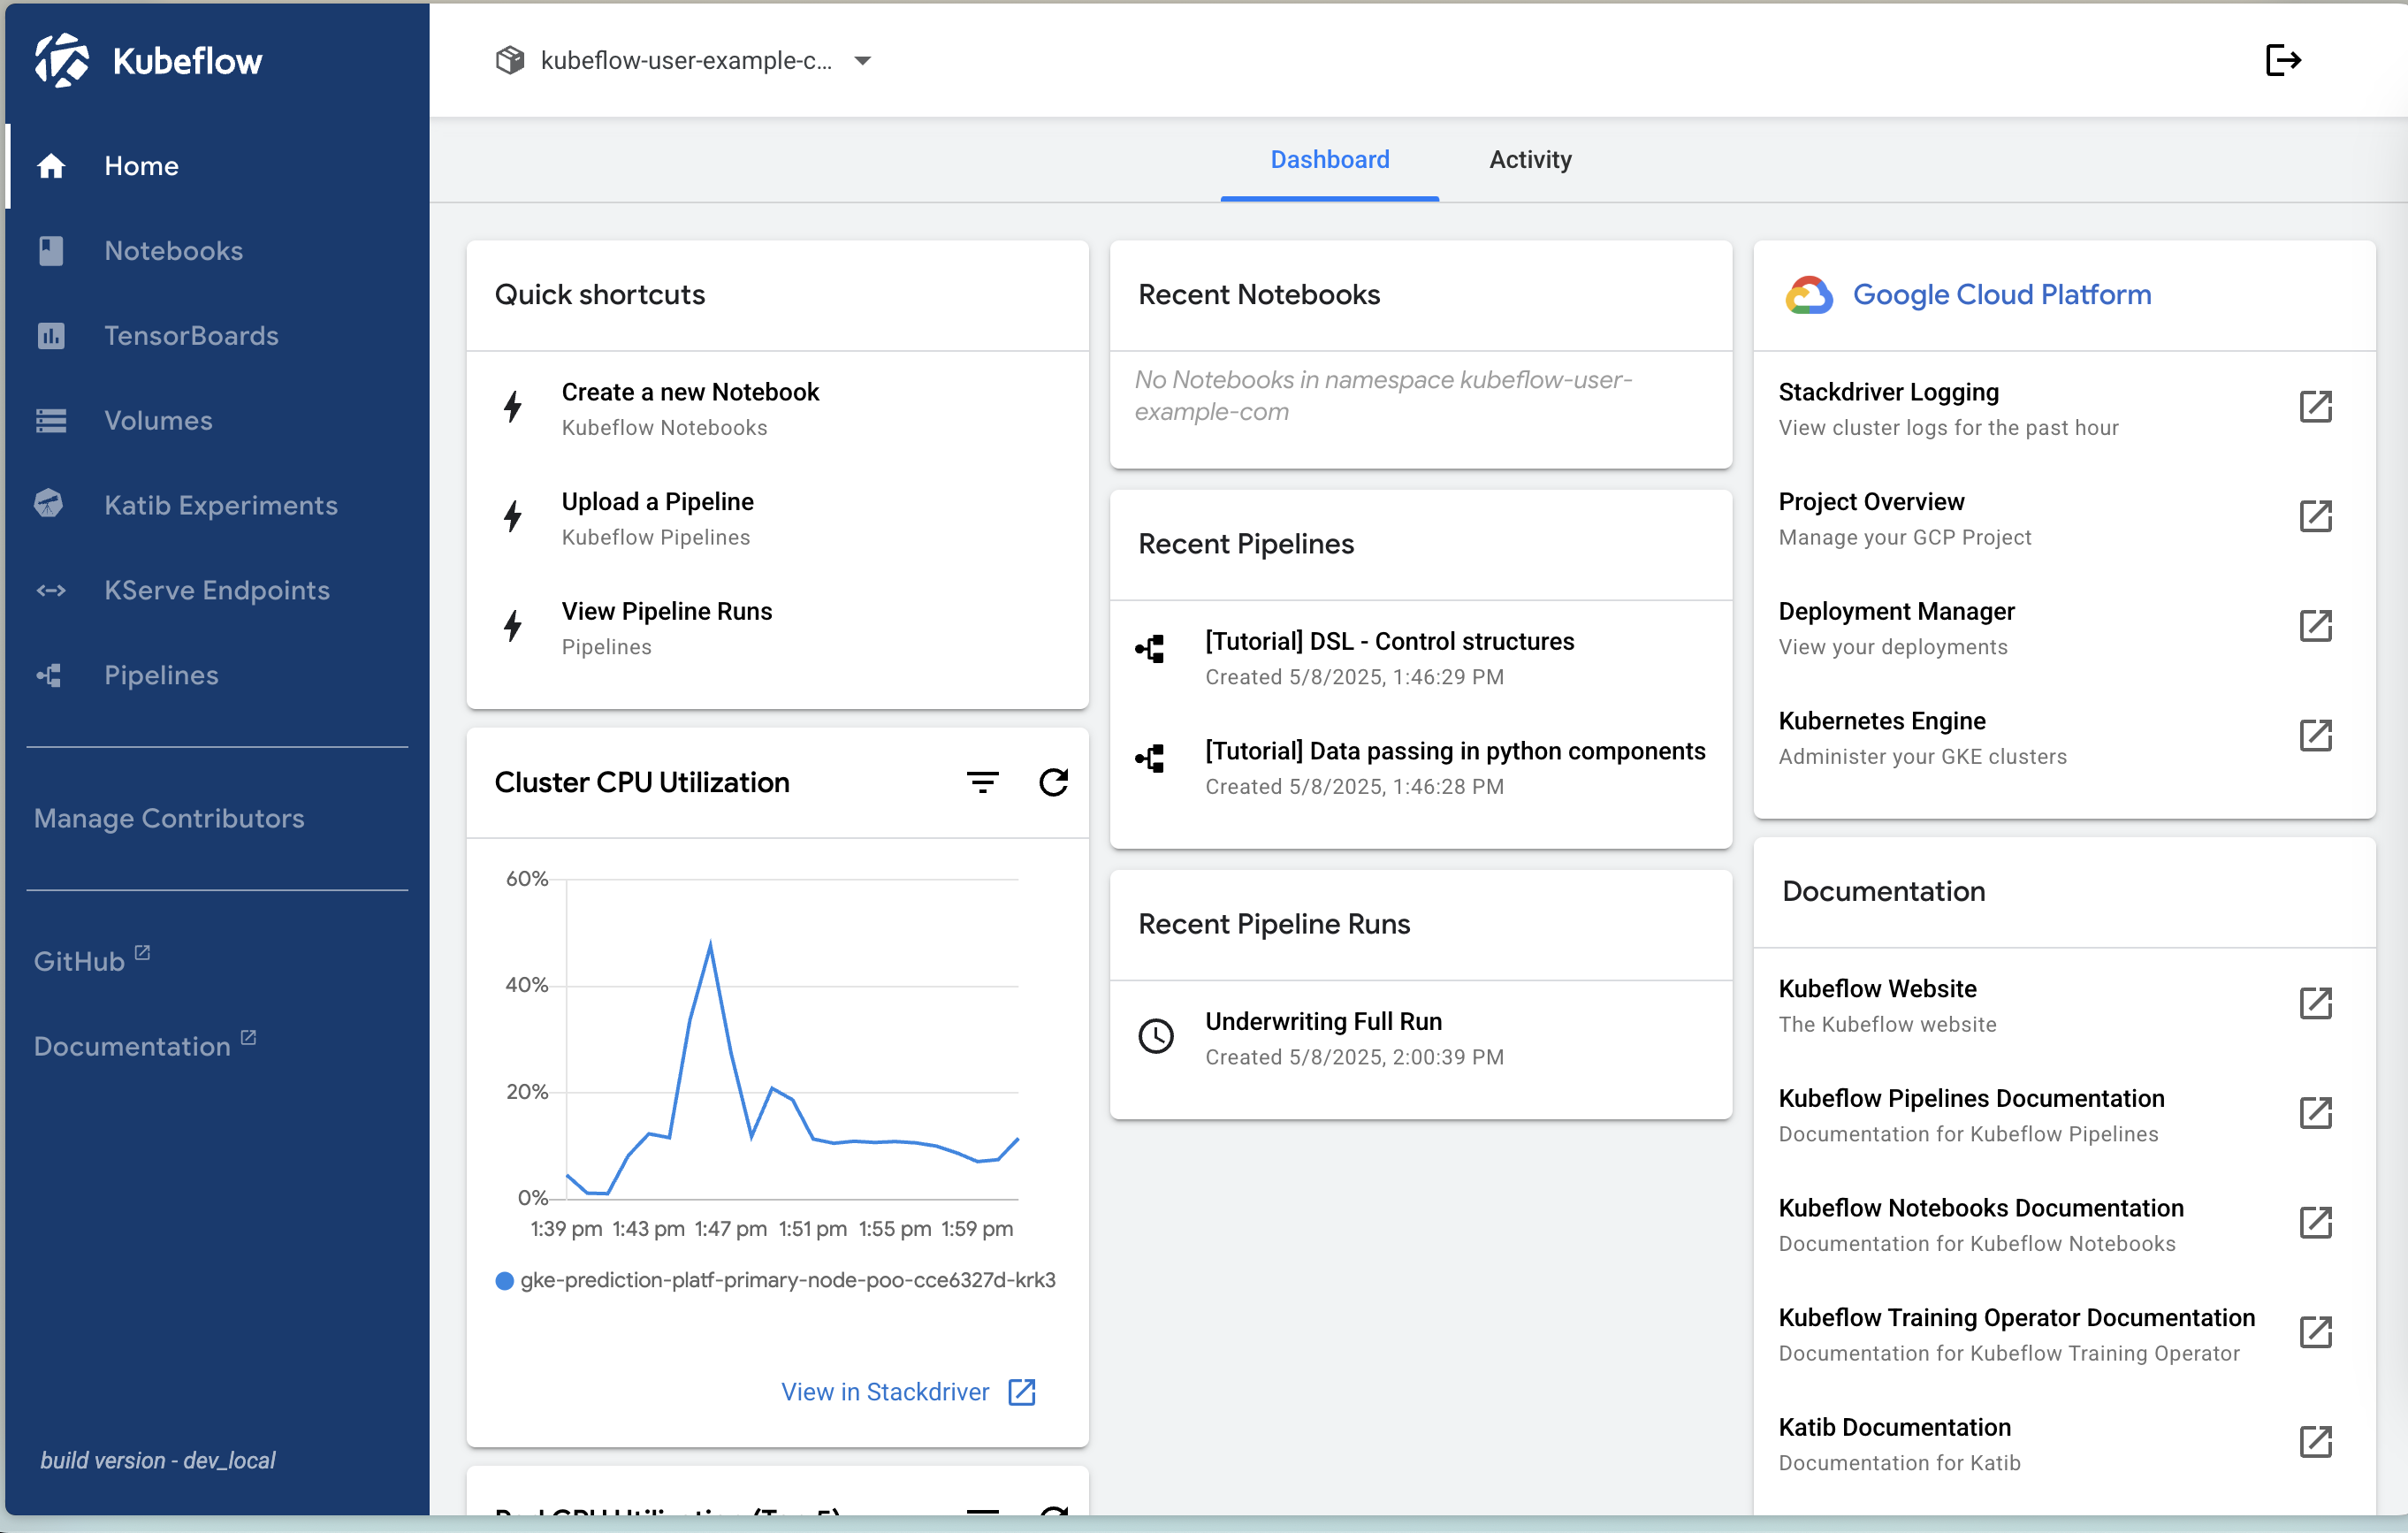 Kubeflow
Home
Notebooks
TensorBoards
Volumes
Katib Experiments
KServe Endpoints
Pipelines
Manage Contributors
GitHub
Documentation
build version - dev_local
kubeflow-user-example-c...
Dashboard
Activity
Quick shortcuts
Create a new Notebook
Kubeflow Notebooks
Upload a Pipeline
Kubeflow Pipelines
View Pipeline Runs
Pipelines
Cluster CPU Utilization
60%
40%
20%
0%
1:39 pm 1:43 pm 1:47 pm 1:51 pm 1:55 pm 1:59 pm
gke-prediction-platf-primary-node-poo-cce6327d-krk3
View in Stackdriver
Recent Notebooks
No Notebooks in namespace kubeflow-user-
example-com
Recent Pipelines
[Tutorial] DSL - Control structures
Created 5/8/2025, 1:46:29 PM
[Tutorial] Data passing in python components
Created 5/8/2025, 1:46:28 PM
Recent Pipeline Runs
Underwriting Full Run
Created 5/8/2025, 2:00:39 PM
Google Cloud Platform
Stackdriver Logging
View cluster logs for the past hour
Project Overview
Manage your GCP Project
Deployment Manager
View your deployments
Kubernetes Engine
Administer your GKE clusters
Documentation
Kubeflow Website
The Kubeflow website
Kubeflow Pipelines Documentation
Documentation for Kubeflow Pipelines
Kubeflow Notebooks Documentation
Documentation for Kubeflow Notebooks
Kubeflow Training Operator Documentation
Documentation for Kubeflow Training Operator
Katib Documentation
Documentation for Katib